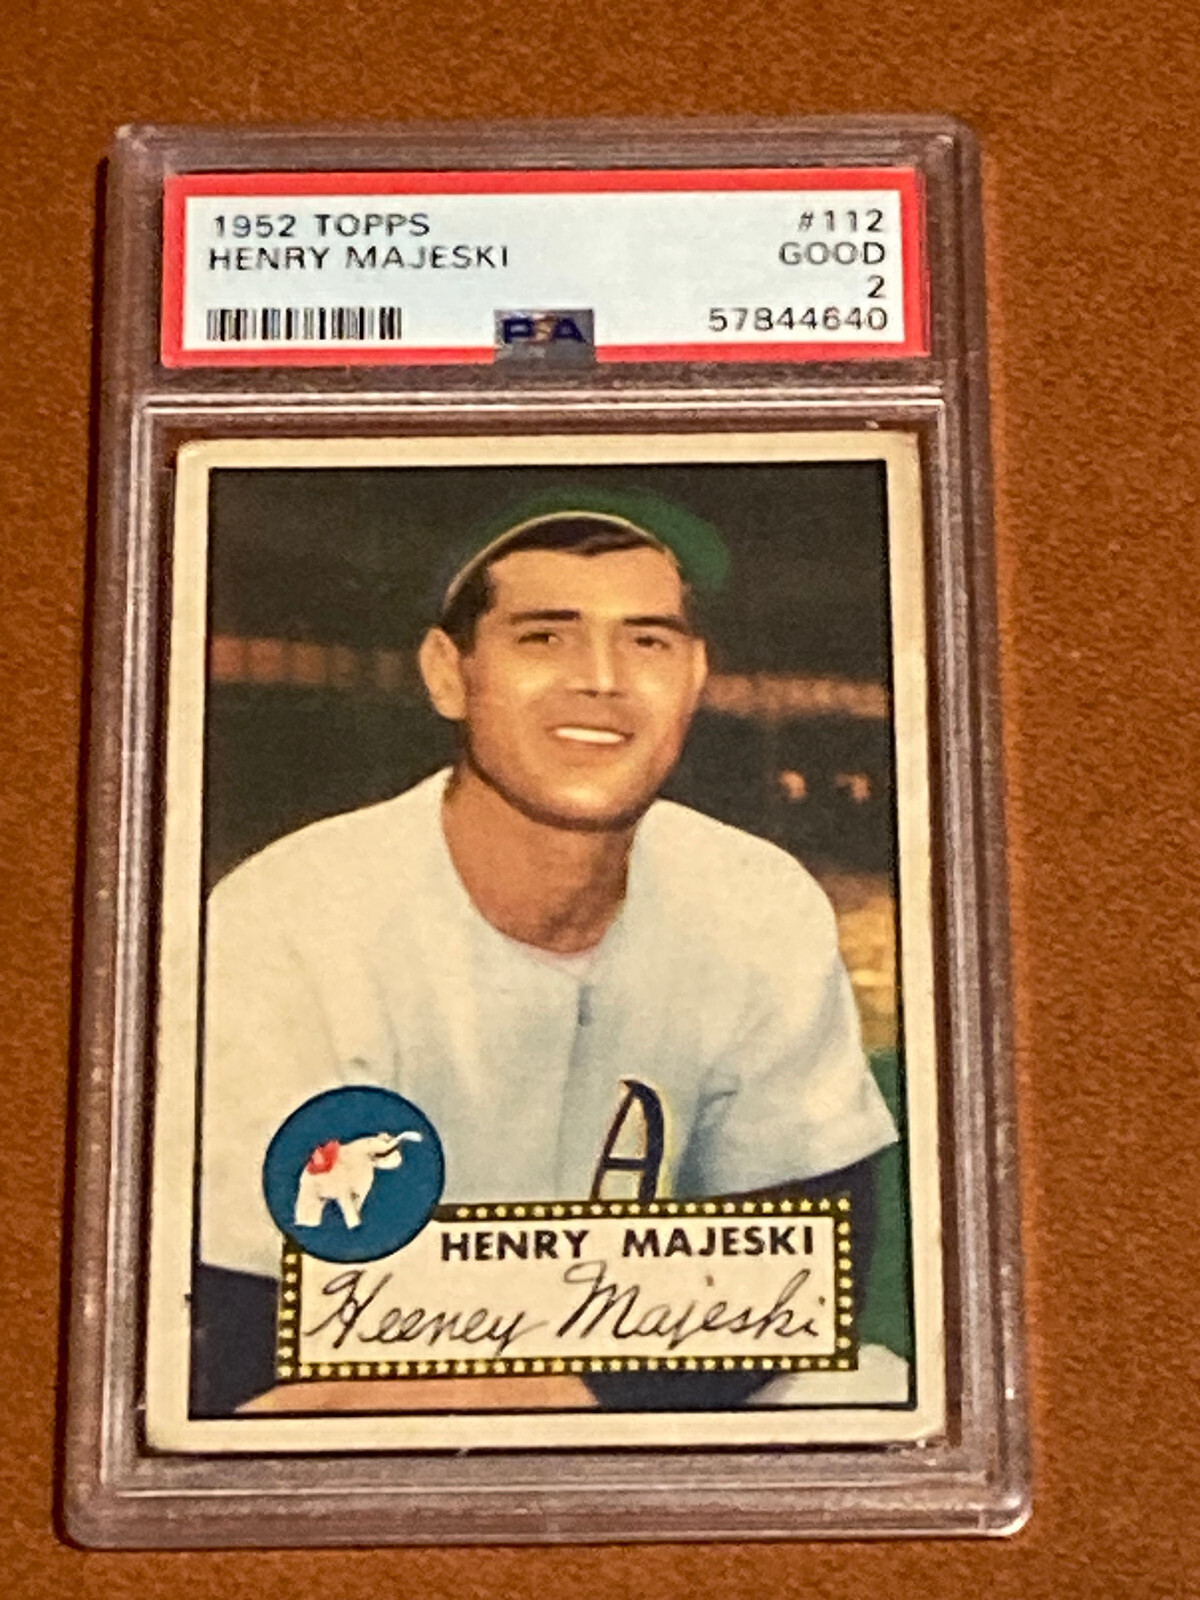 1952 TOPPS #112
HENRY MAJESKI GOOD
2
PSA 57844640
A
HENRY MAJESKI
Heeney Majeski